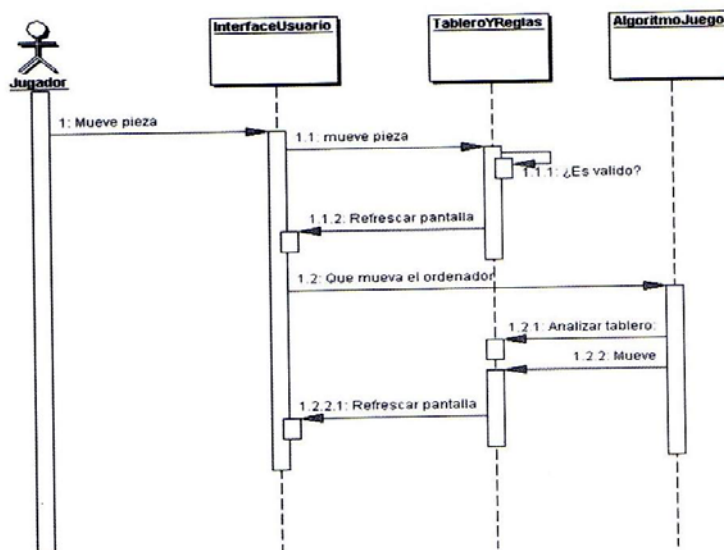 InterfaceUsuario
TableroYReglas
AlgoritmoJuego
Jugador
1: Mueve pieza
1.1: mueve pieza
1.1.1: ¿Es valido?
1.1.2: Refrescar pantalla
1.2: Que mueva el ordenador
1.2.1: Analizar tablero:
1.2.2: Mueve
1.2.2.1: Refrescar pantalla